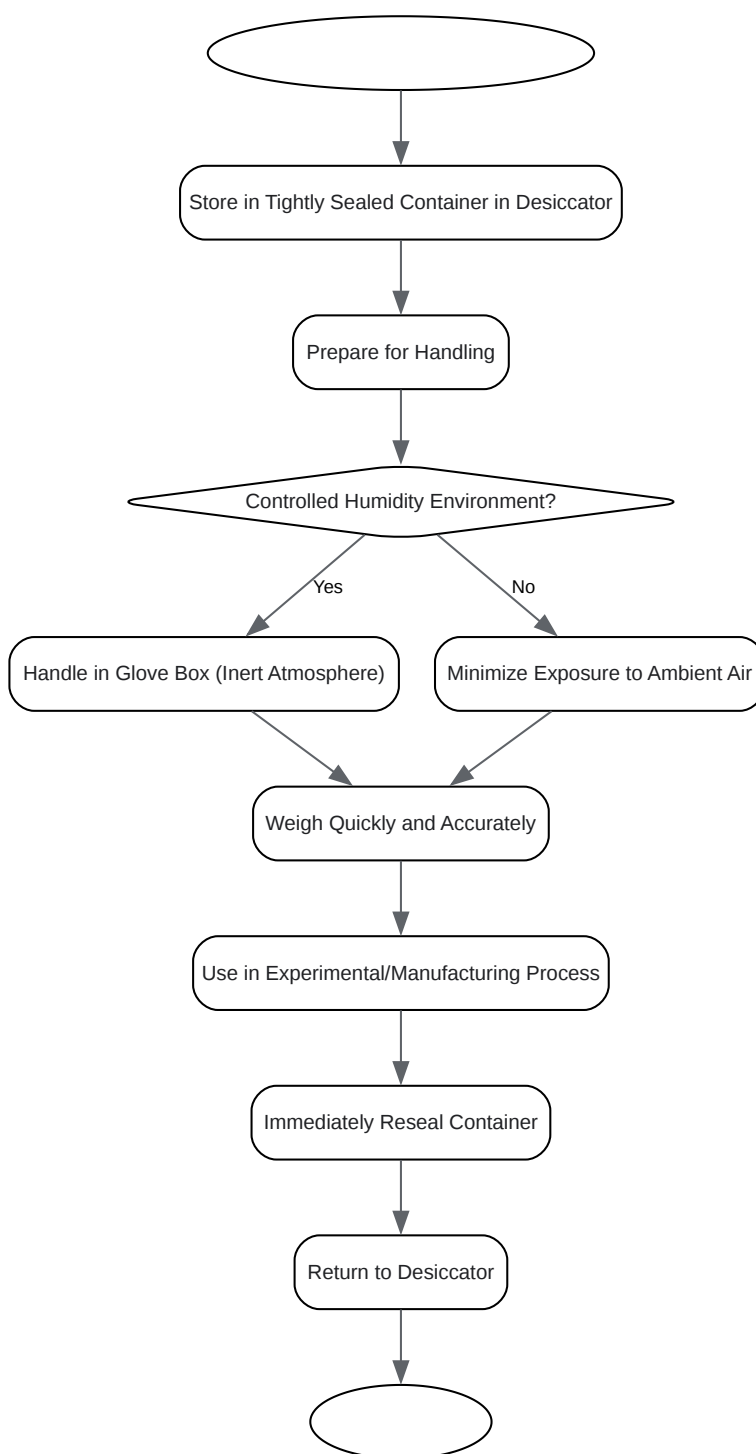 Store in Tightly Sealed Container in Desiccator
Prepare for Handling
Controlled Humidity Environment?
Yes
No
Handle in Glove Box (Inert Atmosphere)
Minimize Exposure to Ambient Air
Weigh Quickly and Accurately
Use in Experimental/Manufacturing Process
Immediately Reseal Container
Return to Desiccator